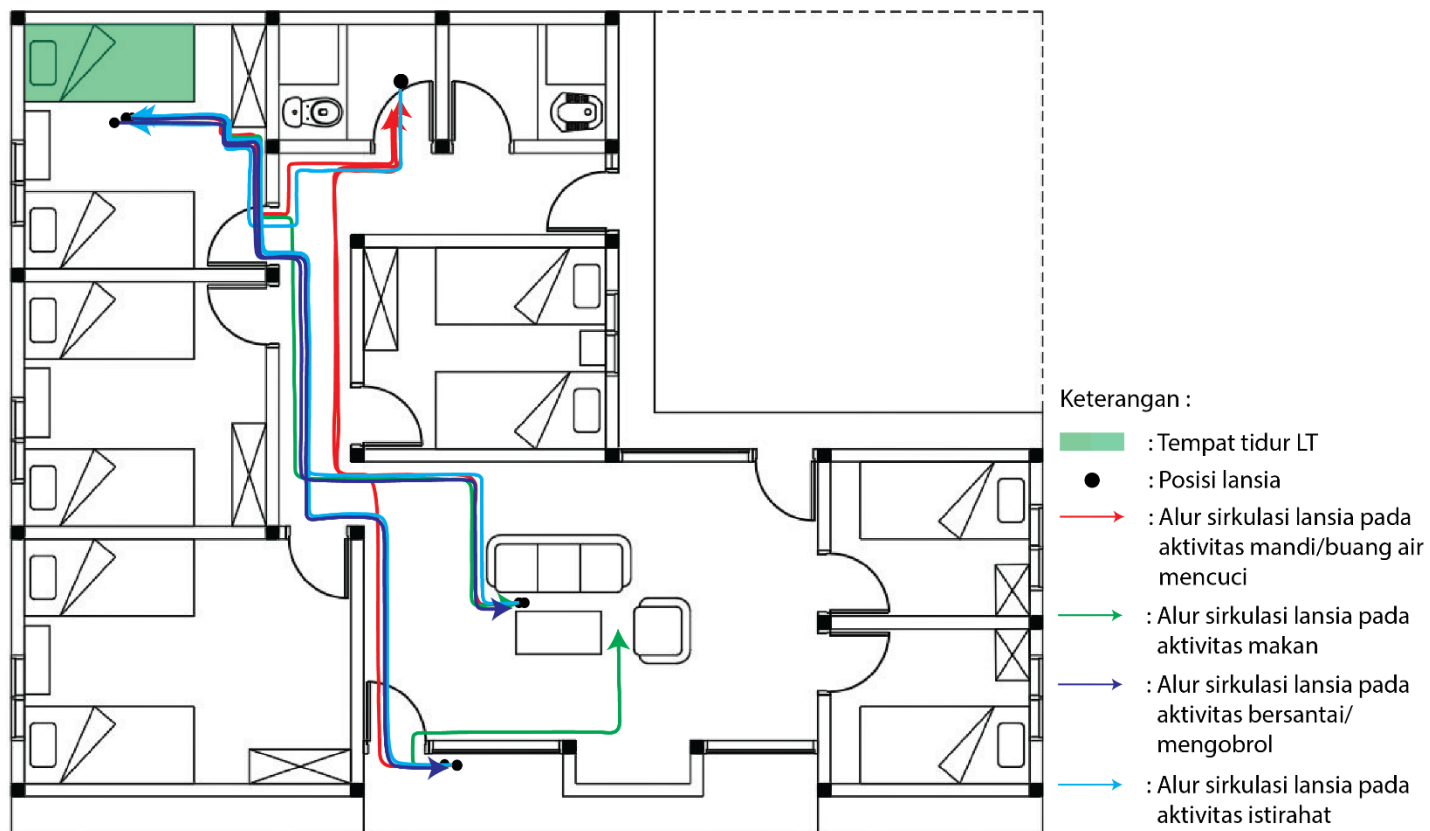 Keterangan :
: Tempat tidur LT
: Posisi lansia
: Alur sirkulasi lansia pada
aktivitas mandi/buang air
mencuci
: Alur sirkulasi lansia pada
aktivitas makan
: Alur sirkulasi lansia pada
aktivitas bersantai/
mengobrol
: Alur sirkulasi lansia pada
aktivitas istirahat